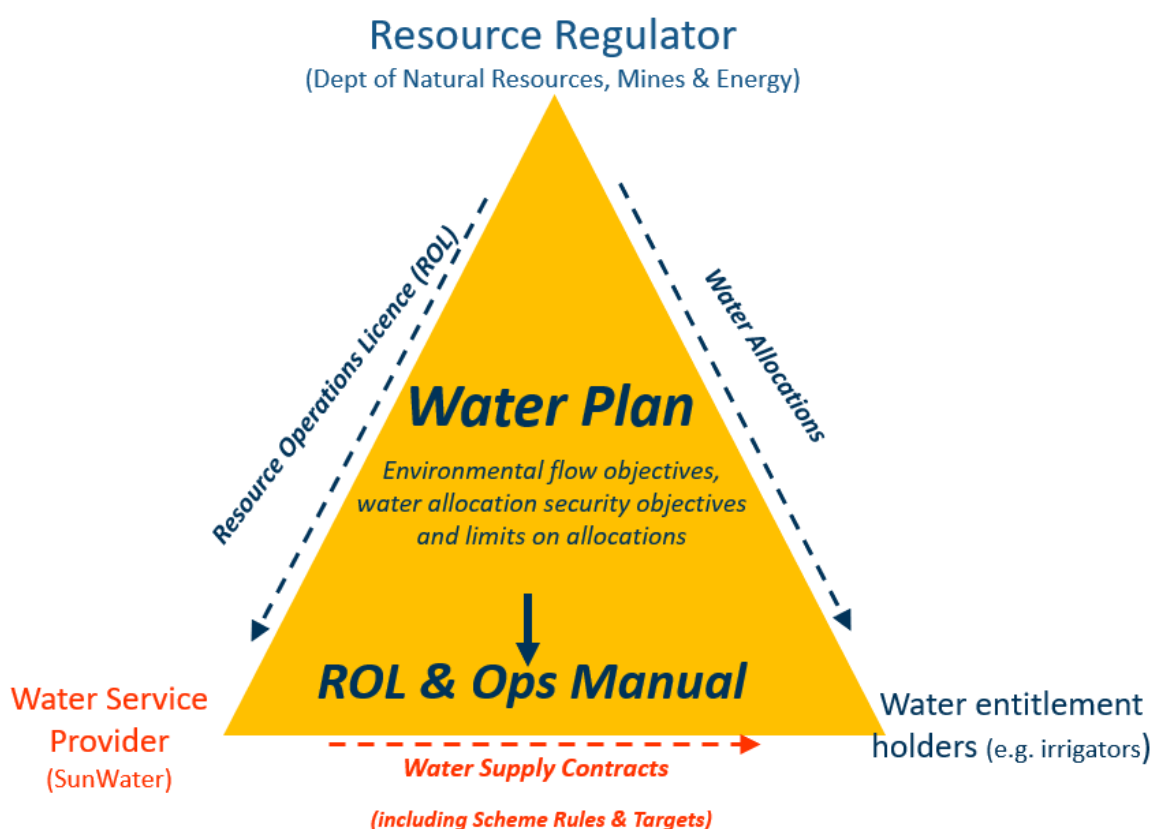 Resource Regulator
(Dept of Natural Resources, Mines & Energy)
Resource Operations Licence (ROL)
Water Allocations
Water Plan
Environmental flow objectives,
water allocation security objectives
and limits on allocations
ROL & Ops Manual
Water Service
Provider
(SunWater)
Water entitlement
holders (e.g. irrigators)
Water Supply Contracts
(including Scheme Rules & Targets)